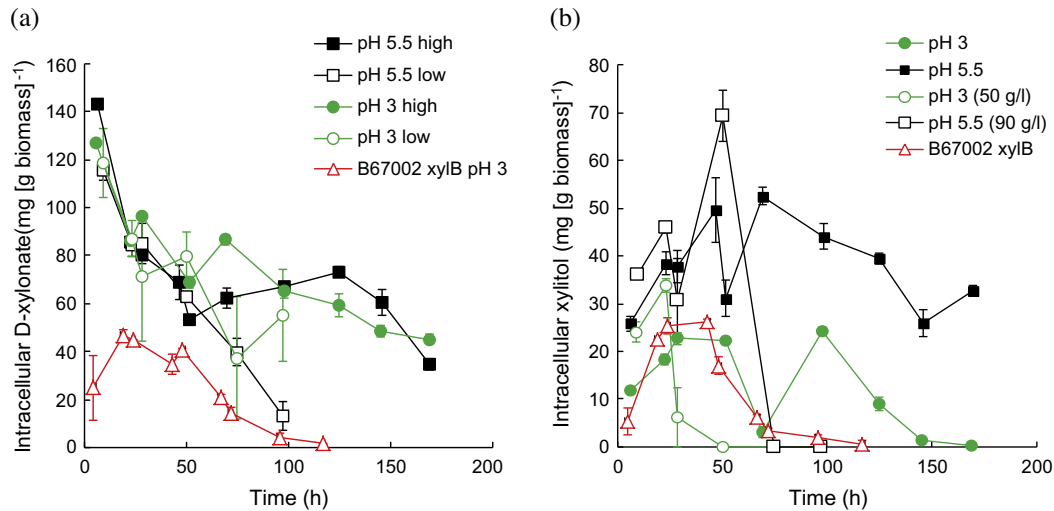 (a)
pH 5.5 high
pH 5.5 low
pH 3 high
pH 3 low
B67002 xylB pH 3
Intracellular D-xylonate(mg [g biomass]-1)
160
140
120
100
80
60
40
20
0
0 50 100 150 200
Time (h)
(b)
pH 3
pH 5.5
pH 3 (50 g/l)
pH 5.5 (90 g/l)
B67002 xylB
Intracellular xylitol (mg [g biomass]-1)
80
70
60
50
40
30
20
10
0
0 50 100 150 200
Time (h)